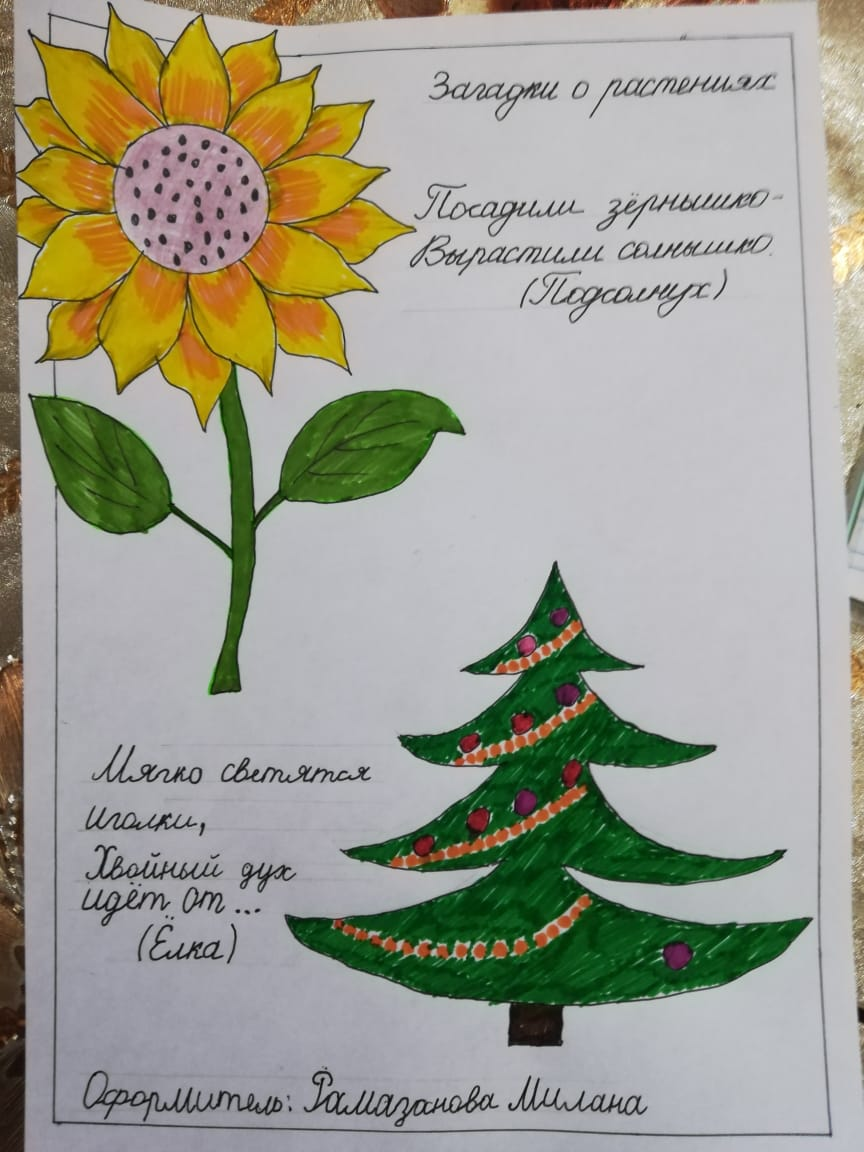 Загадки о растениях
Посадили зёрнышко-
Вырастили солнышко.
(Подсолнух)
Мягко светятся
иголки,
Хвойный дух
идёт от ...
(Ёлка)
Оформитель: Рамазанова Милана